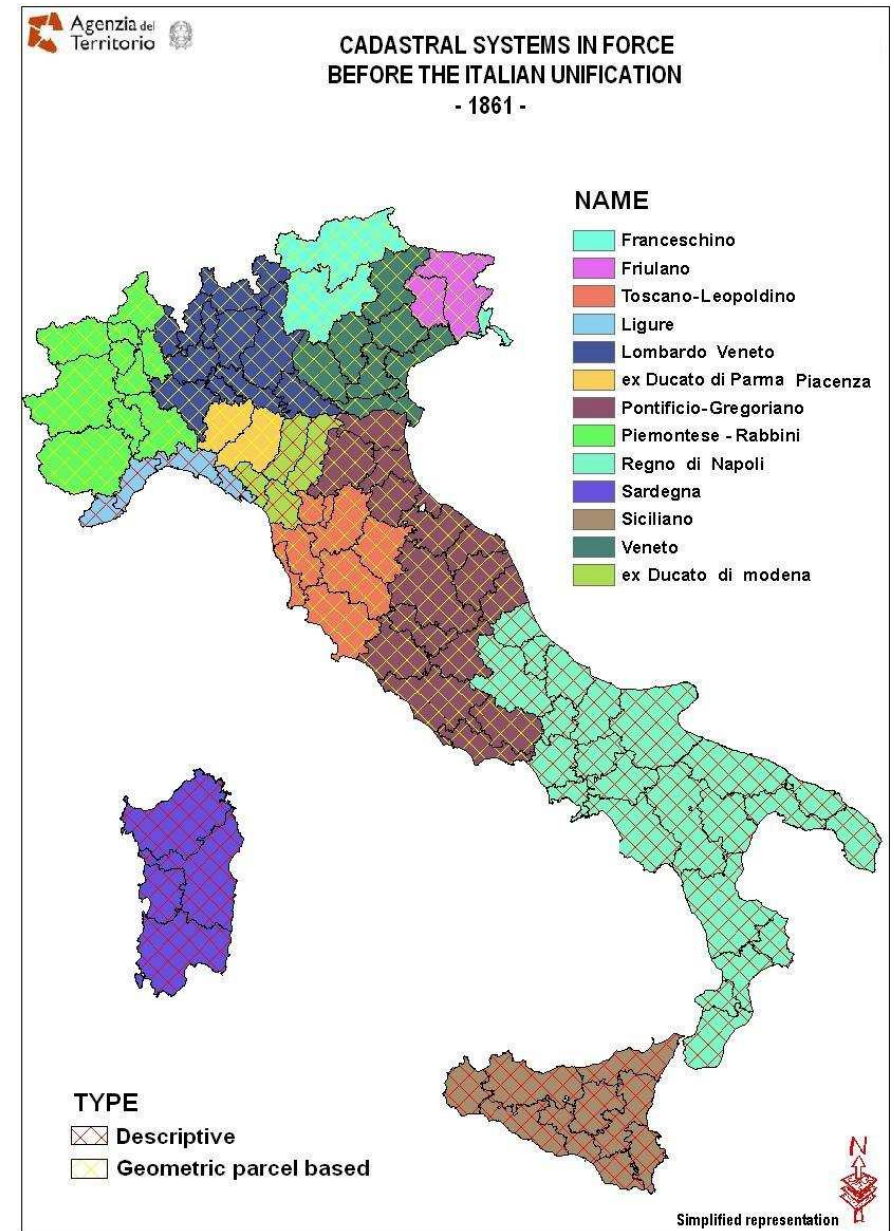 Agenzia del
Territorio
CADASTRAL SYSTEMS IN FORCE
BEFORE THE ITALIAN UNIFICATION
- 1861 -
NAME
Franceschino
Friulano
Toscano-Leopoldino
Ligure
Lombardo Veneto
ex Ducato di Parma Piacenza
Pontificio-Gregoriano
Piemontese - Rabbini
Regno di Napoli
Sardegna
Siciliano
Veneto
ex Ducato di modena
TYPE
Descriptive
Geometric parcel based
N
Simplified representation